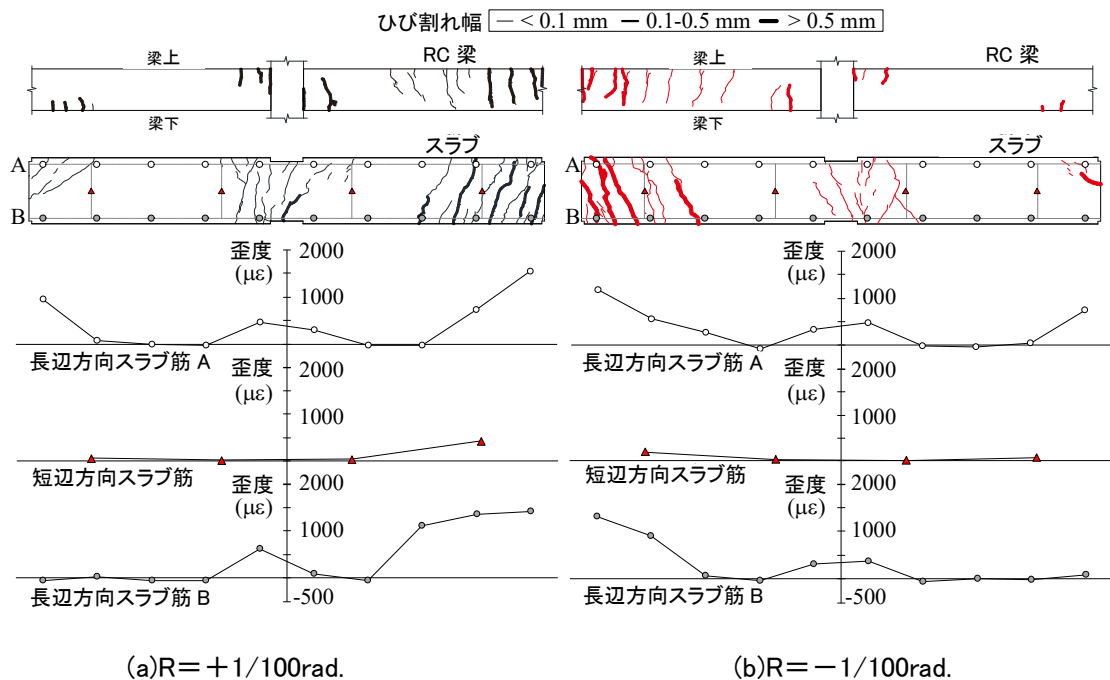 ひび割れ幅 < 0.1 mm 0.1-0.5 mm > 0.5 mm
梁上 RC 梁
梁下
スラブ
A
B
歪度 2000
(με)
1000
長辺方向スラブ筋 A
歪度 2000
(με)
1000
短辺方向スラブ筋
歪度 2000
(με)
1000
長辺方向スラブ筋 B
-500
(a)R＝＋1/100rad.
梁上 RC 梁
梁下
スラブ
A
B
歪度 2000
(με)
1000
長辺方向スラブ筋 A
歪度 2000
(με)
1000
短辺方向スラブ筋
歪度 2000
(με)
1000
長辺方向スラブ筋 B
-500
(b)R＝－1/100rad.